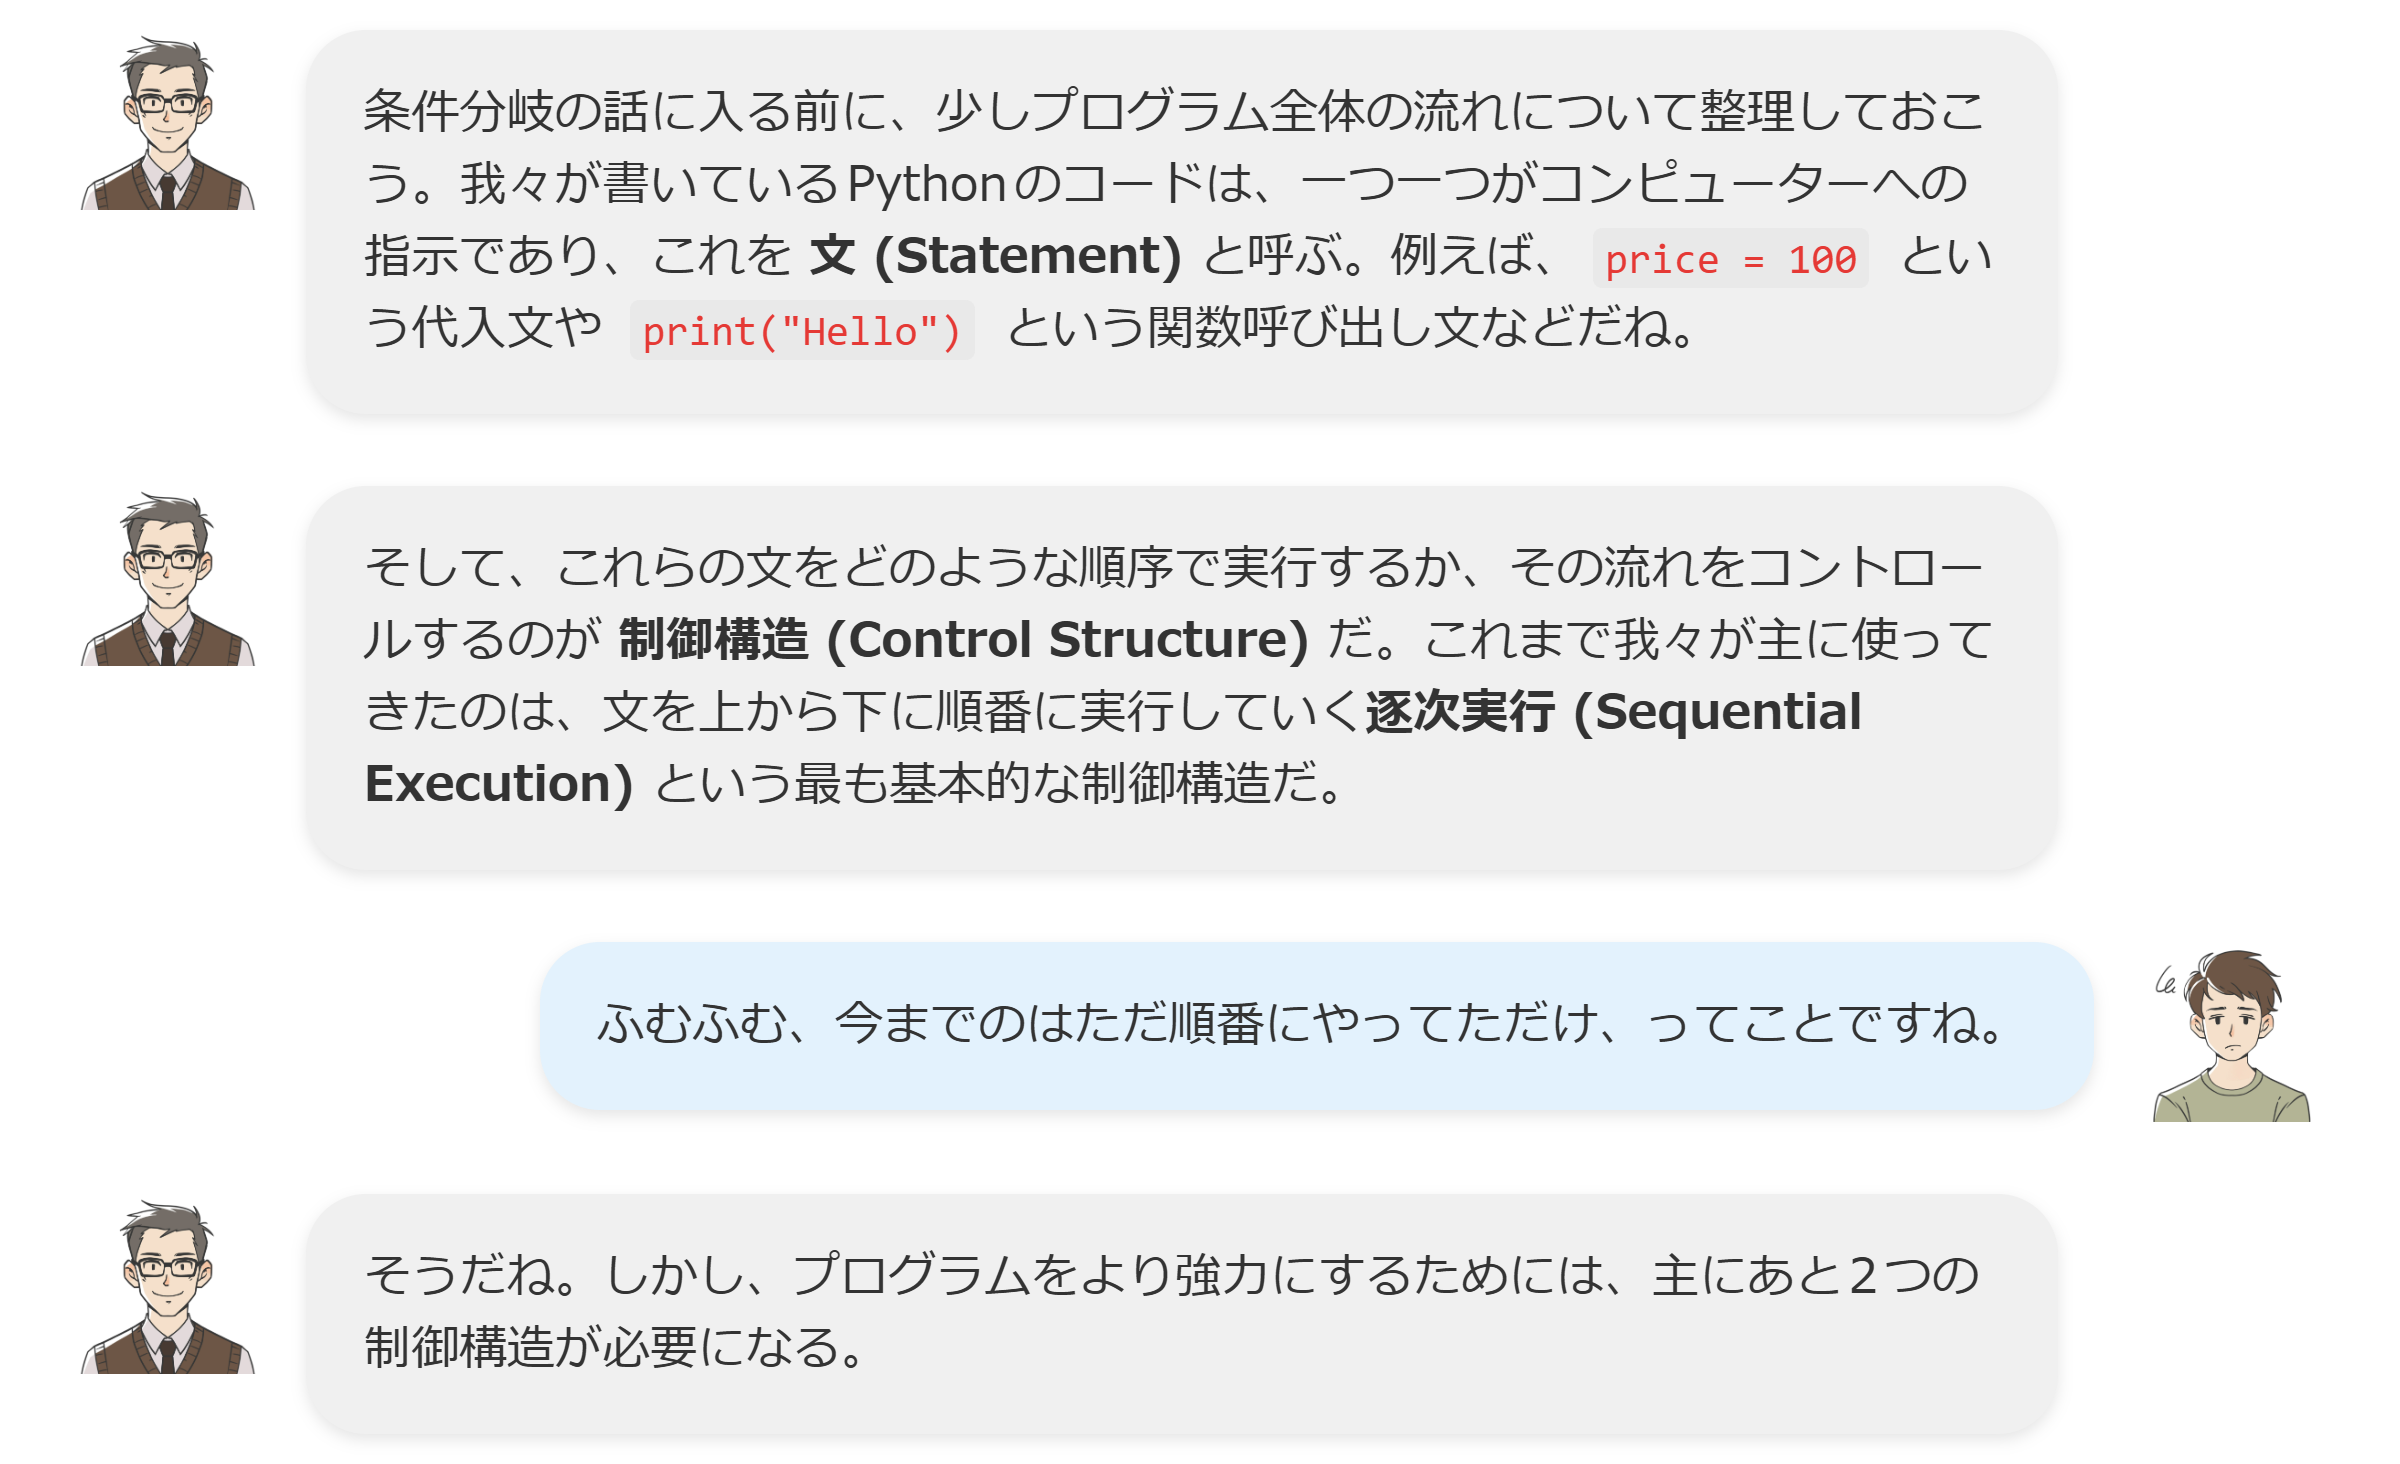 条件分岐の話に入る前に、少しプログラム全体の流れについて整理しておこ
う。我々が書いているPythonのコードは、一つ一つがコンピューターへの
指示であり、これを 文 (Statement) と呼ぶ。例えば、 price = 100 とい
う代入文や print("Hello") という関数呼び出し文などだね。
そして、これらの文をどのような順序で実行するか、その流れをコントロー
ルするのが 制御構造 (Control Structure) だ。これまで我々が主に使って
きたのは、文を上から下に順番に実行していく逐次実行 (Sequential
Execution) という最も基本的な制御構造だ。
ふむふむ、今までのはただ順番にやってただけ、ってことですね。
そうだね。しかし、プログラムをより強力にするためには、主にあと2つの
制御構造が必要になる。